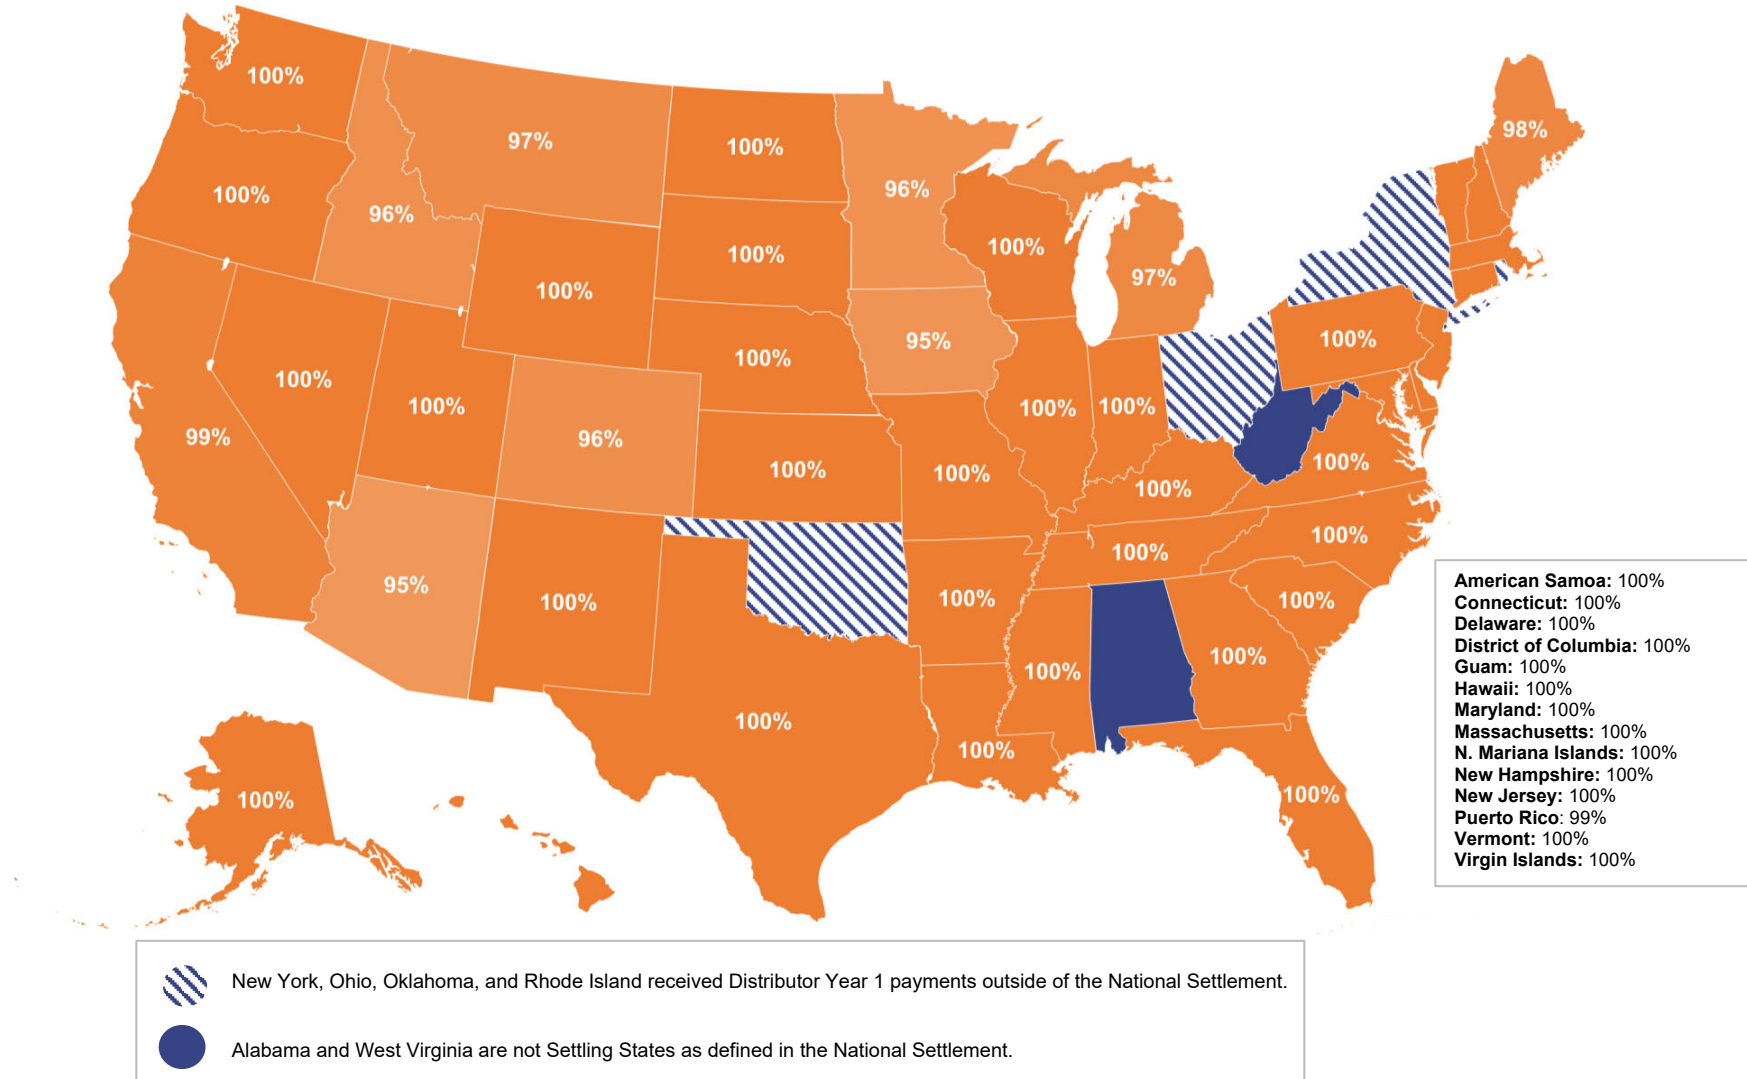 100%
98%
97%
100%
96%
100%
96%
100%
100%
100%
97%
100%
100%
95%
100%
100%
100%
100%
100%
99%
96%
100%
100%
100%
100%
100%
100%
95%
100%
100%
100%
100%
100%
100%
100%
100%
100%
100%
American Samoa: 100%
Connecticut: 100%
Delaware: 100%
District of Columbia: 100%
Guam: 100%
Hawaii: 100%
Maryland: 100%
Massachusetts: 100%
N. Mariana Islands: 100%
New Hampshire: 100%
New Jersey: 100%
Puerto Rico: 99%
Vermont: 100%
Virgin Islands: 100%
New York, Ohio, Oklahoma, and Rhode Island received Distributor Year 1 payments outside of the National Settlement.
Alabama and West Virginia are not Settling States as defined in the National Settlement.